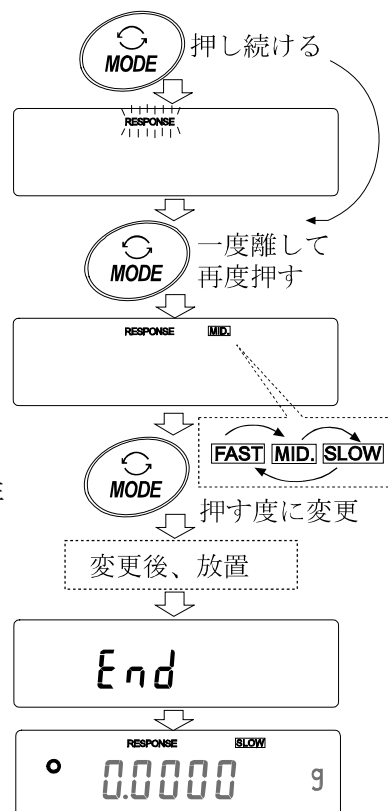 MODE 押し続ける
RESPONSE
MODE 一度離して
再度押す
RESPONSE MID.
FAST MID. SLOW
MODE 押す度に変更
変更後、放置
End
RESPONSE SLOW
0.0000 g